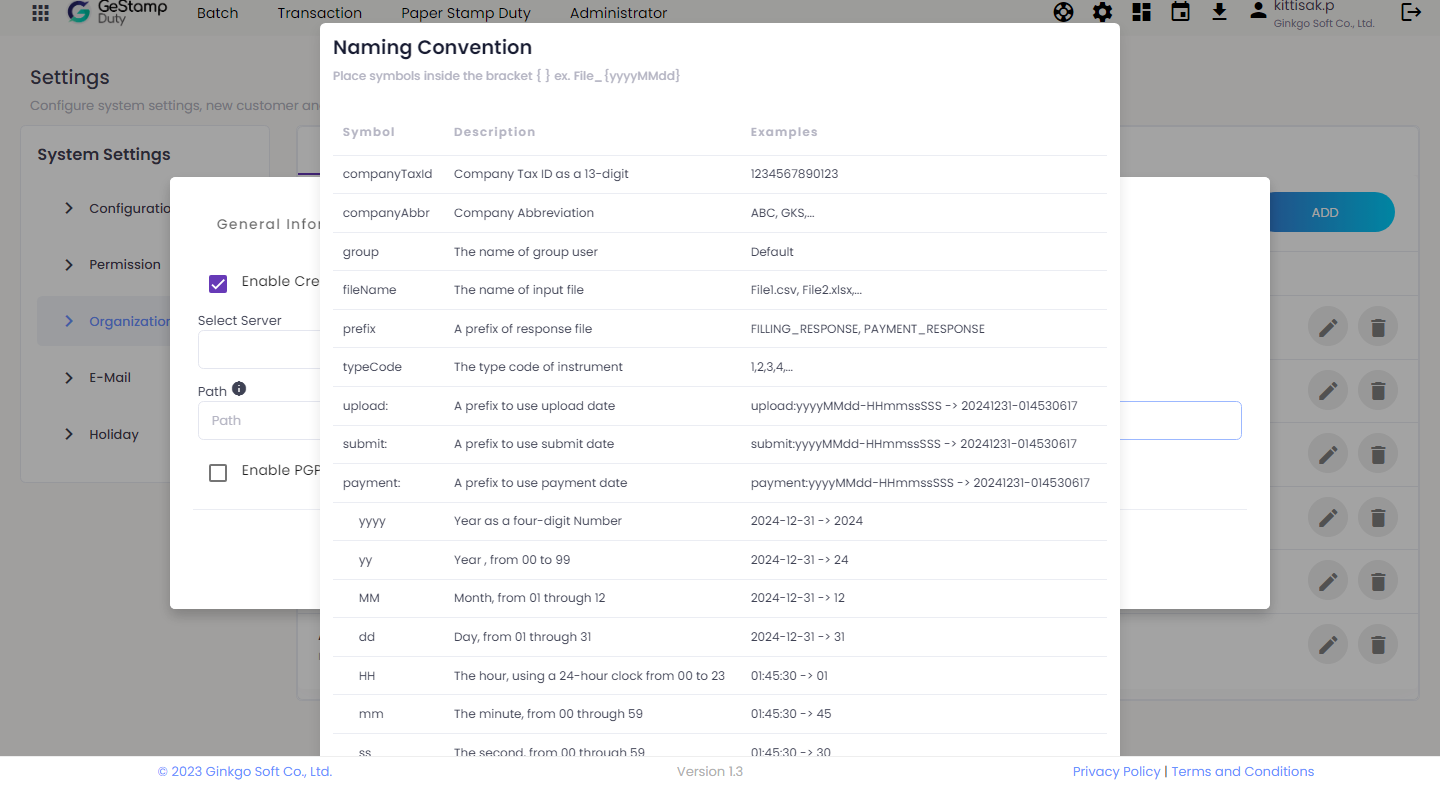 GeStamp
Duty
Batch
Transaction
Paper Stamp Duty
Administrator
kittisak.p
Ginkgo Soft Co., Ltd.
Settings
Configure system settings, new customer an
System Settings
Configuratio
Permission
Organization
E-Mail
Holiday
ADD
General Infor
Enable Cre
Select Server
Path
Path
Enable PGP
Naming Convention
Place symbols inside the bracket { } ex. File_{yyyyMMdd}
Symbol Description Examples
companyTaxId Company Tax ID as a 13-digit 1234567890123
companyAbbr Company Abbreviation ABC, GKS,...
group The name of group user Default
fileName The name of input file File1.csv, File2.xlsx,...
prefix A prefix of response file FILLING_RESPONSE, PAYMENT_RESPONSE
typeCode The type code of instrument 1,2,3,4,...
upload: A prefix to use upload date upload:yyyyMMdd-HHmmssSSS -> 20241231-014530617
submit: A prefix to use submit date submit:yyyyMMdd-HHmmssSSS -> 20241231-014530617
payment: A prefix to use payment date payment:yyyyMMdd-HHmmssSSS -> 20241231-014530617
yyyy Year as a four-digit Number 2024-12-31 -> 2024
yy Year , from 00 to 99 2024-12-31 -> 24
MM Month, from 01 through 12 2024-12-31 -> 12
dd Day, from 01 through 31 2024-12-31 -> 31
HH The hour, using a 24-hour clock from 00 to 23 01:45:30 -> 01
mm The minute, from 00 through 59 01:45:30 -> 45
ss The second, from 00 through 59 01:45:30 -> 30
© 2023 Ginkgo Soft Co., Ltd.
Version 1.3
Privacy Policy | Terms and Conditions